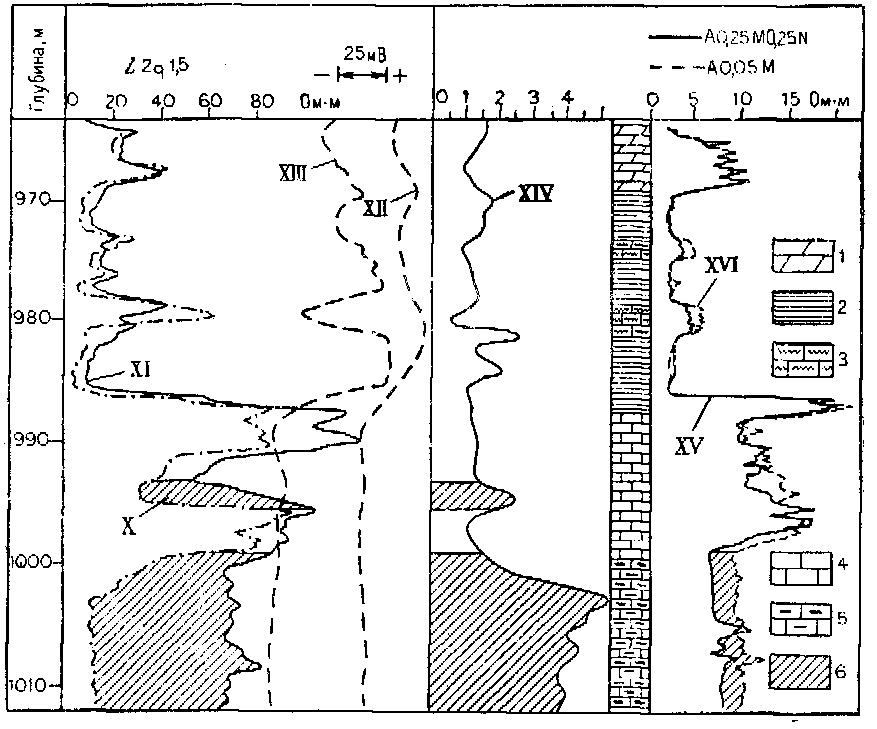 Глубина, м
l 2q 1,5
25мВ
— +
0 20 40 60 80 Ом·м
0 1 2 3 4
A0,25M0,25N
A0,05M
0 5 10 15 Ом·м
XIII
XII
XIV
970
XVI
1
2
980
3
XI
990
XV
X
1000
4
5
6
1010